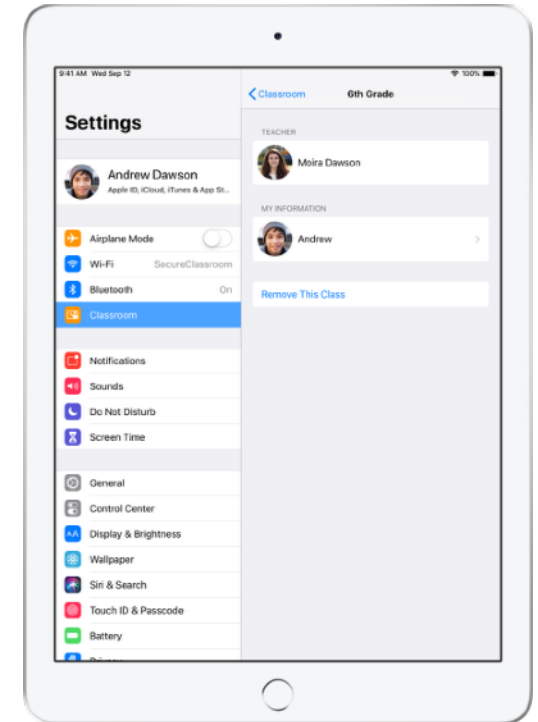 9:41 AM Wed Sep 12
100%
Settings
Andrew Dawson
Apple ID, iCloud, iTunes & App St...
Airplane Mode
Wi-Fi SecureClassroom
Bluetooth On
Classroom
Notifications
Sounds
Do Not Disturb
Screen Time
General
Control Center
AA Display & Brightness
Wallpaper
Siri & Search
Touch ID & Passcode
Battery
Classroom 6th Grade
TEACHER
Moira Dawson
MY INFORMATION
Andrew
Remove This Class